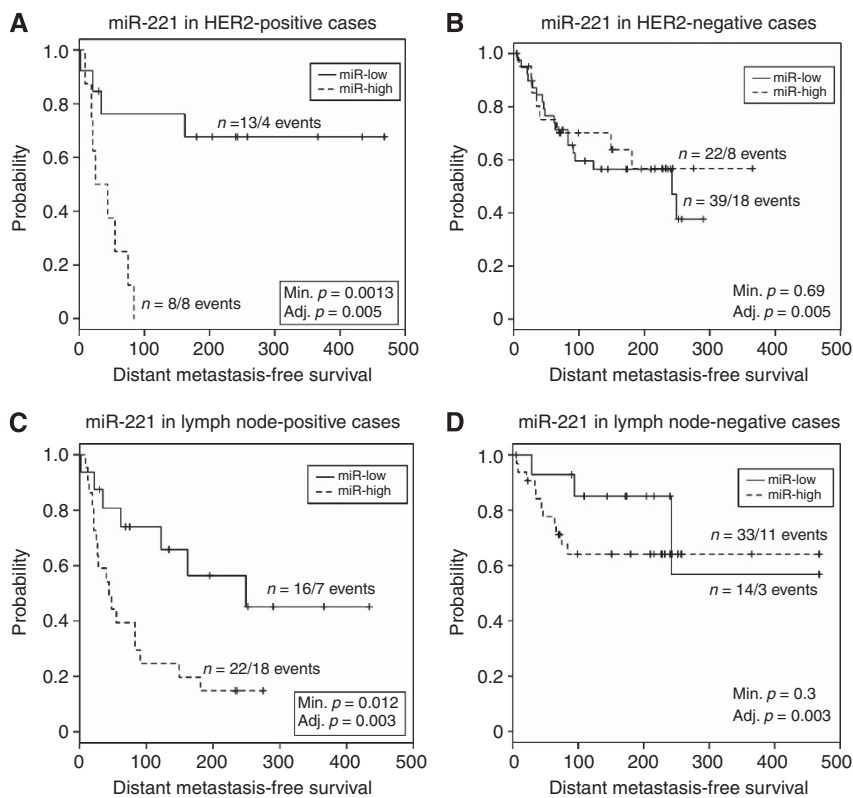 A
miR-221 in HER2-positive cases
1.0
0.8
0.6
0.4
0.2
0
Probability
miR-low
miR-high
n =13/4 events
n = 8/8 events
Min. p = 0.0013
Adj. p = 0.005
0 100 200 300 400 500
Distant metastasis-free survival
B
miR-221 in HER2-negative cases
1.0
0.8
0.6
0.4
0.2
0
Probability
miR-low
miR-high
n = 22/8 events
n = 39/18 events
Min. p = 0.69
Adj. p = 0.005
0 100 200 300 400 500
Distant metastasis-free survival
C
miR-221 in lymph node-positive cases
1.0
0.8
0.6
0.4
0.2
0
Probability
miR-low
miR-high
n = 16/7 events
n = 22/18 events
Min. p = 0.012
Adj. p = 0.003
0 100 200 300 400 500
Distant metastasis-free survival
D
miR-221 in lymph node-negative cases
1.0
0.8
0.6
0.4
0.2
0
Probability
miR-low
miR-high
n = 33/11 events
n = 14/3 events
Min. p = 0.3
Adj. p = 0.003
0 100 200 300 400 500
Distant metastasis-free survival